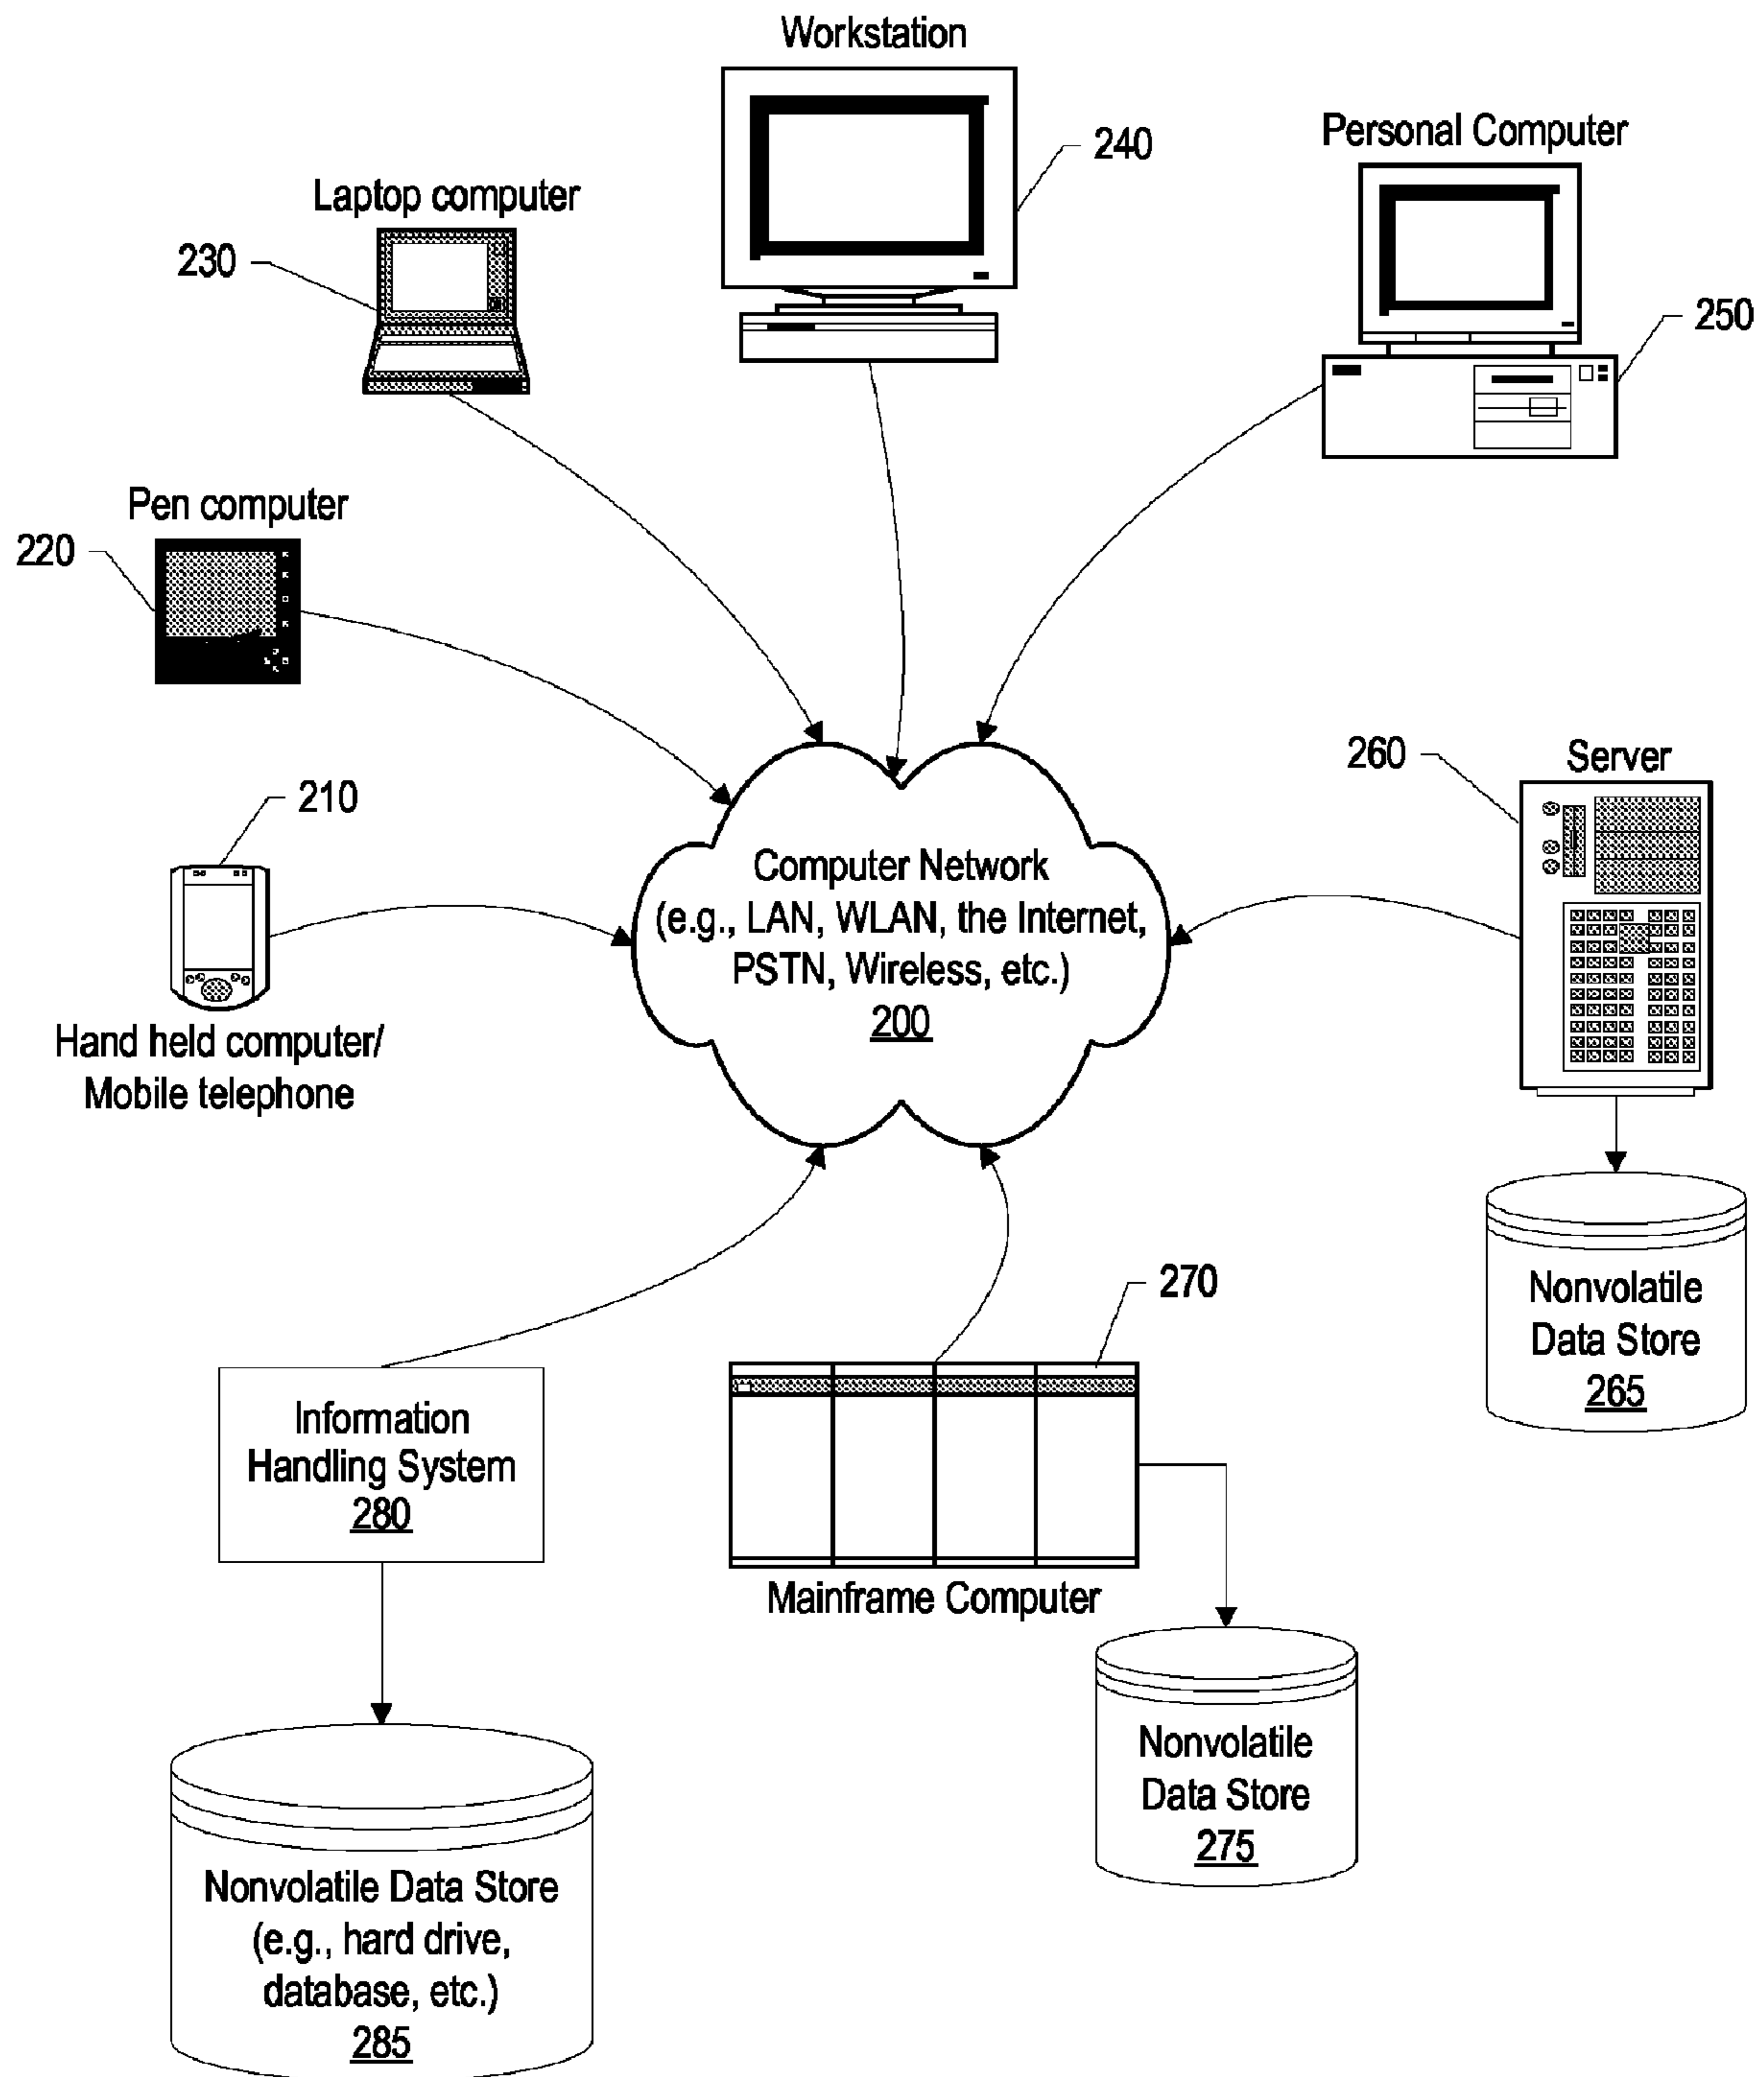 Workstation
240
Personal Computer
250
Laptop computer
230
Pen computer
220
210
Hand held computer/
Mobile telephone
Computer Network
(e.g., LAN, WLAN, the Internet,
PSTN, Wireless, etc.)
200
260
Server
Nonvolatile
Data Store
265
270
Mainframe Computer
Nonvolatile
Data Store
275
Information
Handling System
280
Nonvolatile Data Store
(e.g., hard drive,
database, etc.)
285